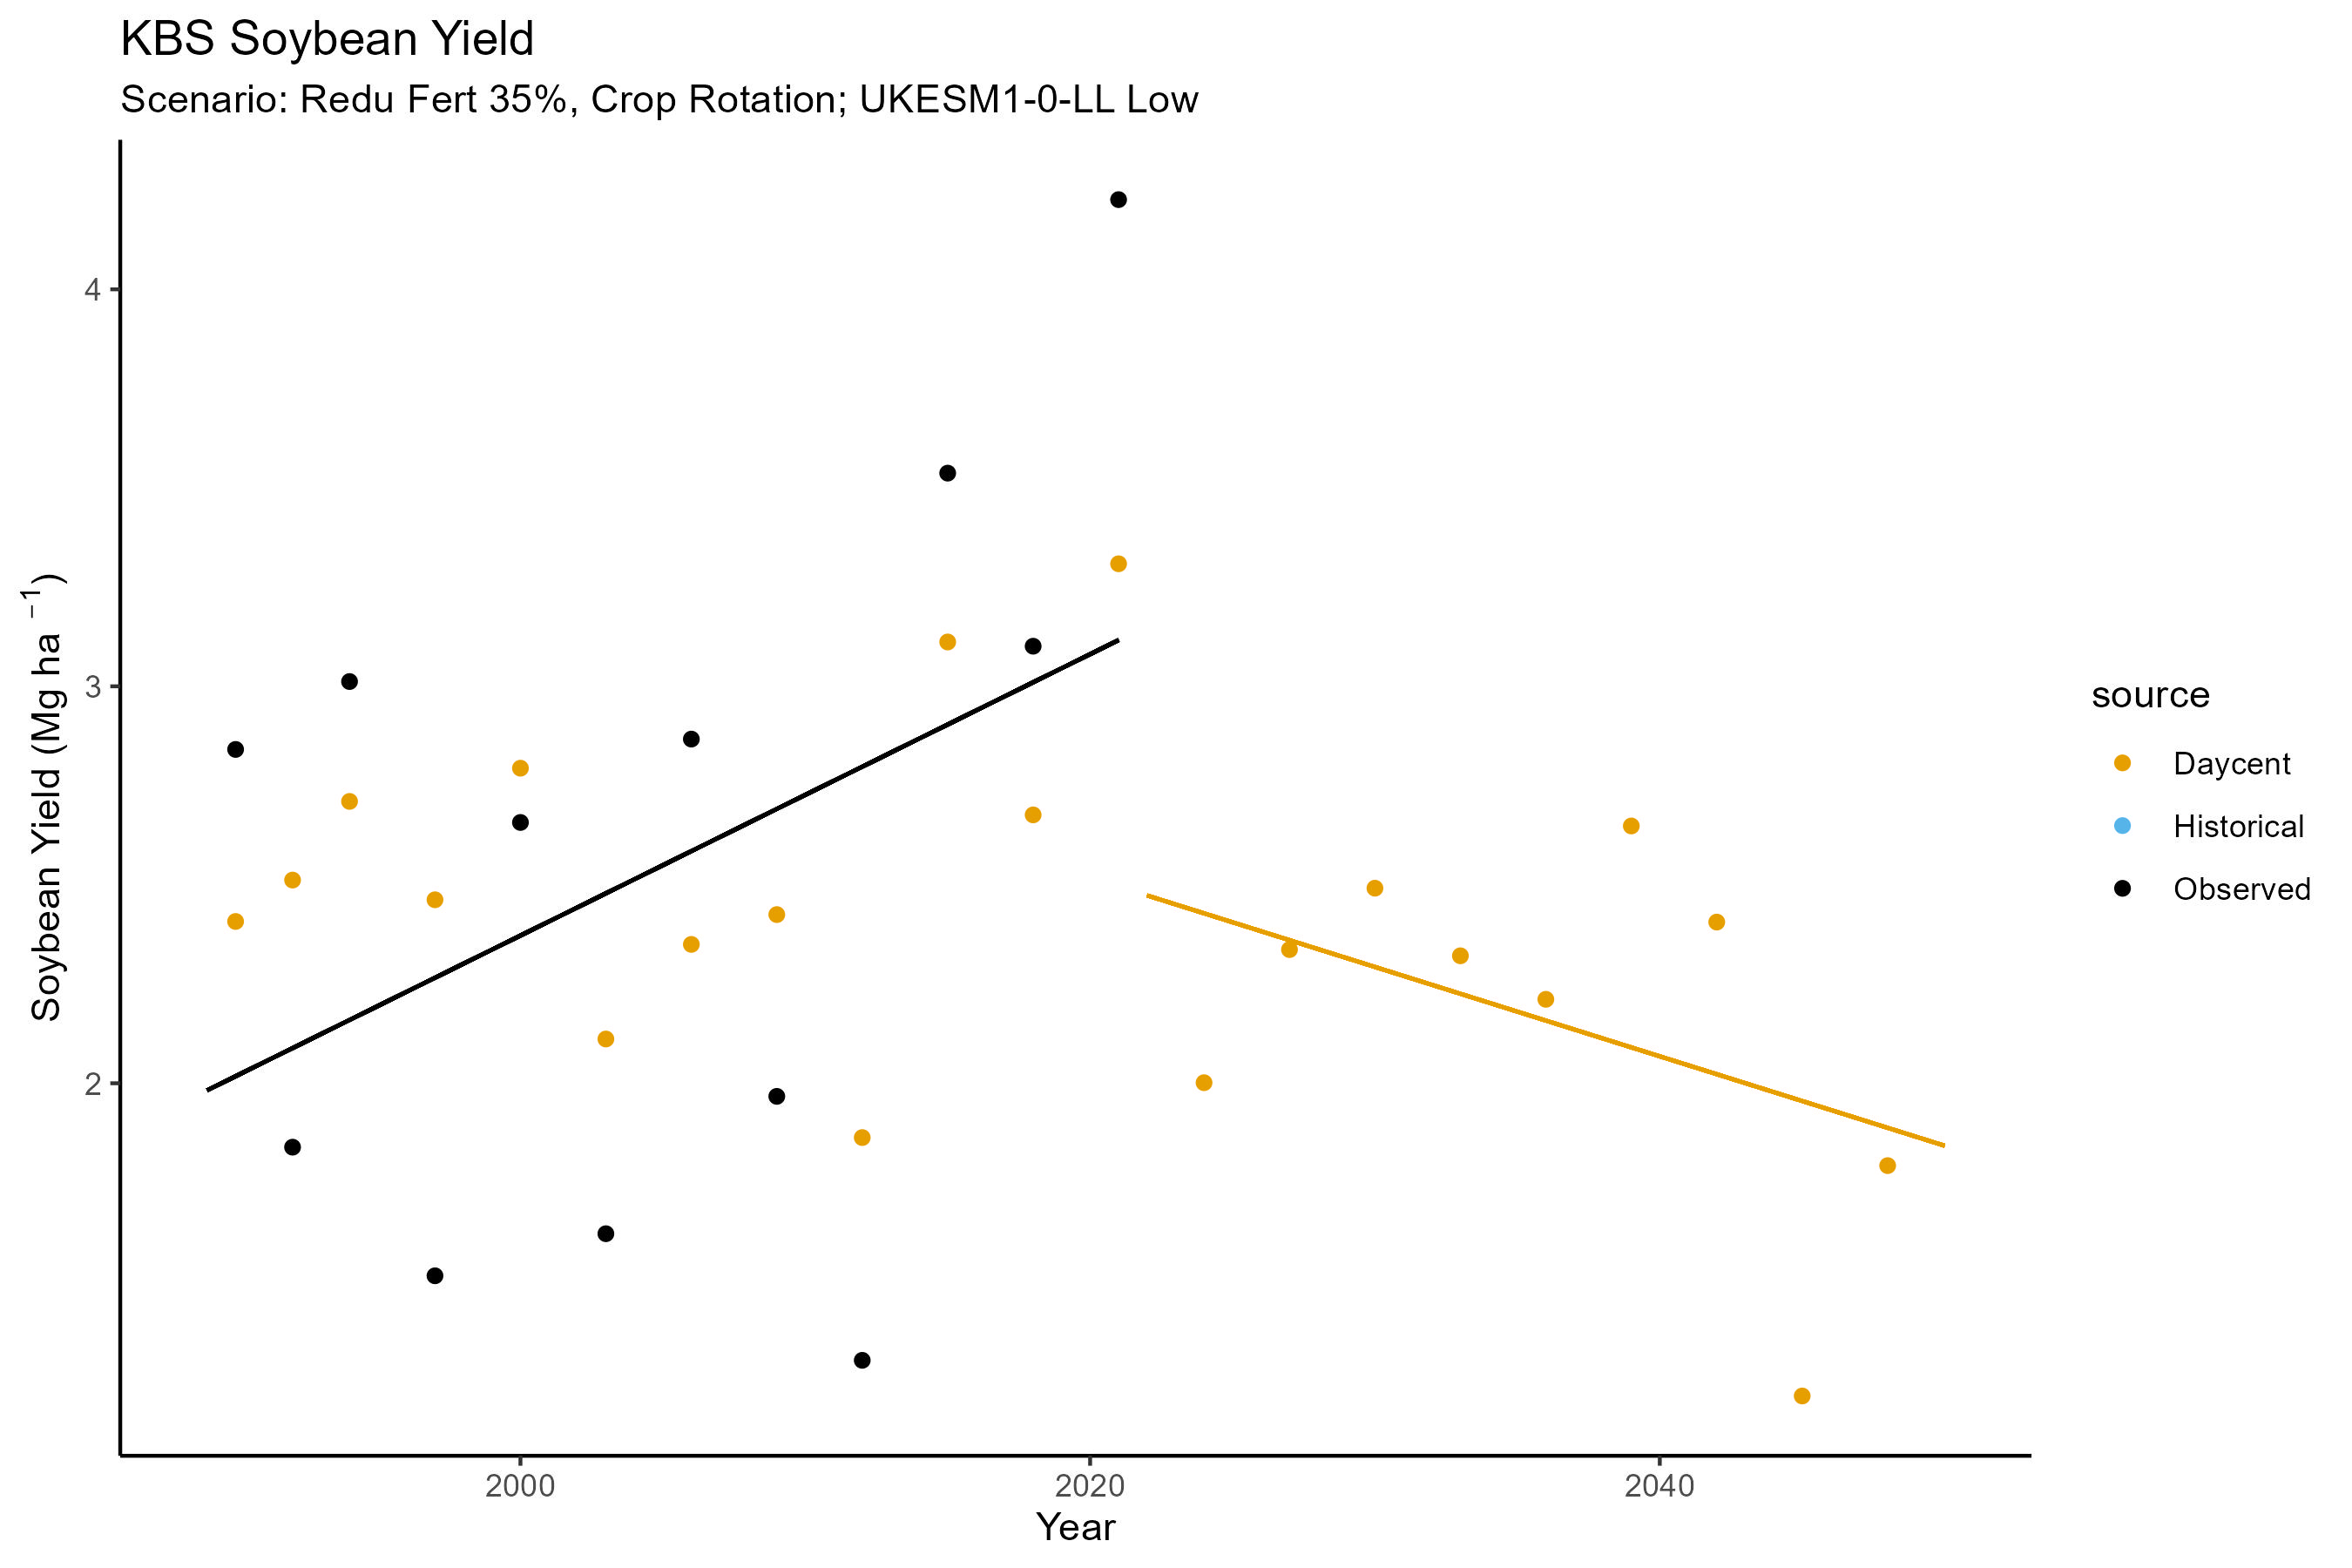 KBS Soybean Yield
Scenario: Redu Fert 35%, Crop Rotation; UKESM1-0-LL Low
Soybean Yield (Mg ha ⁻¹)
4
3
2
2000
2020
2040
Year
source
Daycent
Historical
Observed